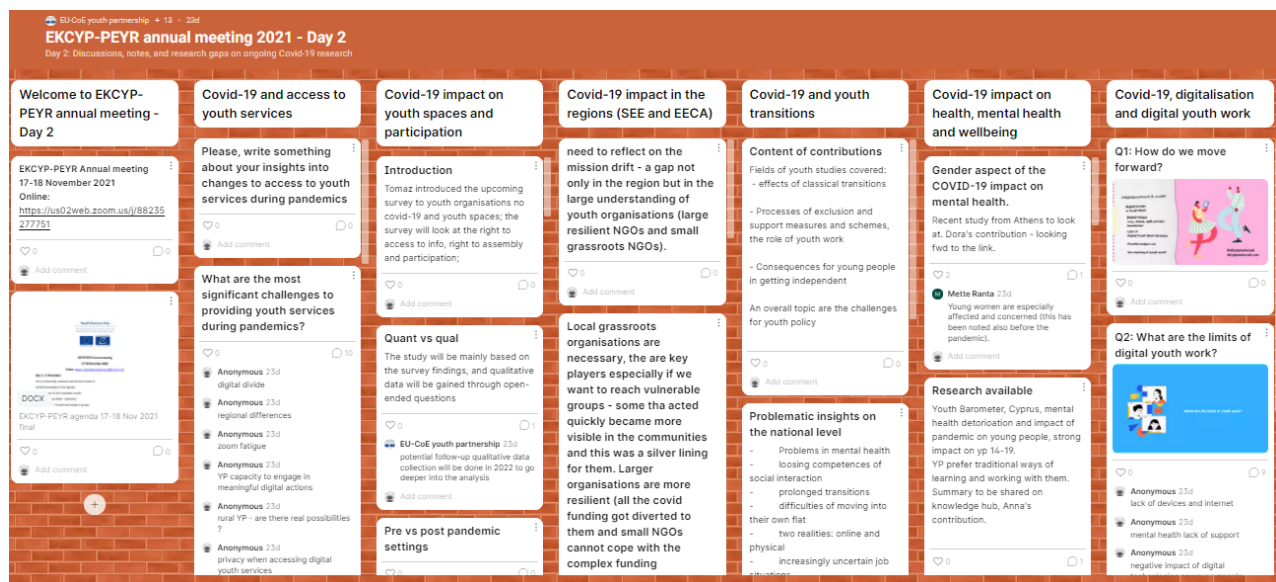 EU-CoE youth partnership + 13 · 23d
EKCYP-PEYR annual meeting 2021 - Day 2
Day 2: Discussions, notes, and research gaps on ongoing Covid-19 research
Welcome to EKCYP-
PEYR annual meeting -
Day 2
EKCYP-PEYR Annual meeting
17-18 November 2021
Online:
https://us02web.zoom.us/j/88235
277751
0
0
Add comment
DOCX
EKCYP-PEYR agenda 17-18 Nov 2021
final
0
0
Add comment
Covid-19 and access to
youth services
Please, write something
about your insights into
changes to access to youth
services during pandemics
0
0
Add comment
What are the most
significant challenges to
providing youth services
during pandemics?
0
10
Anonymous 23d
digital divide
Anonymous 23d
regional differences
Anonymous 23d
zoom fatigue
Anonymous 23d
YP capacity to engage in
meaningful digital actions
Anonymous 23d
rural YP - are there real possibilities
?
Anonymous 23d
privacy when accessing digital
youth services
Covid-19 impact on
youth spaces and
participation
Introduction
Tomaz introduced the upcoming
survey to youth organisations no
covid-19 and youth spaces; the
survey will look at the right to
access to info, right to assembly
and participation;
0
0
Add comment
Quant vs qual
The study will be mainly based on
the survey findings, and qualitative
data will be gained through open-
ended questions
0
1
EU-CoE youth partnership 23d
potential follow-up qualitative data
collection will be done in 2022 to go
deeper into the analysis
Add comment
Pre vs post pandemic
settings
Covid-19 impact in the
regions (SEE and EECA)
need to reflect on the
mission drift - a gap not
only in the region but in the
large understanding of
youth organisations (large
resilient NGOs and small
grassroots NGOs).
0
0
Add comment
Local grassroots
organisations are
necessary, the are key
players especially if we
want to reach vulnerable
groups - some tha acted
quickly became more
visible in the communities
and this was a silver lining
for them. Larger
organisations are more
resilient (all the covid
funding got diverted to
them and small NGOs
cannot cope with the
complex funding
Covid-19 and youth
transitions
Content of contributions
Fields of youth studies covered:
- effects of classical transitions
- Processes of exclusion and
support measures and schemes,
the role of youth work
- Consequences for young people
in getting independent
An overall topic are the challenges
for youth policy
0
0
Add comment
Problematic insights on
the national level
- Problems in mental health
- loosing competences of
social interaction
- prolonged transitions
- difficulties of moving into
their own flat
- two realities: online and
physical
- increasingly uncertain job
situations
Covid-19 impact on
health, mental health
and wellbeing
Gender aspect of the
COVID-19 impact on
mental health.
Recent study from Athens to look
at. Dora's contribution - looking
fwd to the link.
2
1
Mette Ranta 23d
Young women are especially
affected and concerned (this has
been noted also before the
pandemic).
Add comment
Research available
Youth Barometer, Cyprus, mental
health detorioration and impact of
pandemic on young people, strong
impact on yp 14-19.
YP prefer traditional ways of
learning and working with them.
Summary to be shared on
knowledge hub, Anna's
contribution.
0
1
Covid-19, digitalisation
and digital youth work
Q1: How do we move
forward?
0
0
Add comment
Q2: What are the limits of
digital youth work?
0
9
Anonymous 23d
lack of devices and internet
Anonymous 23d
mental health lack of support
Anonymous 23d
negative impact of digital